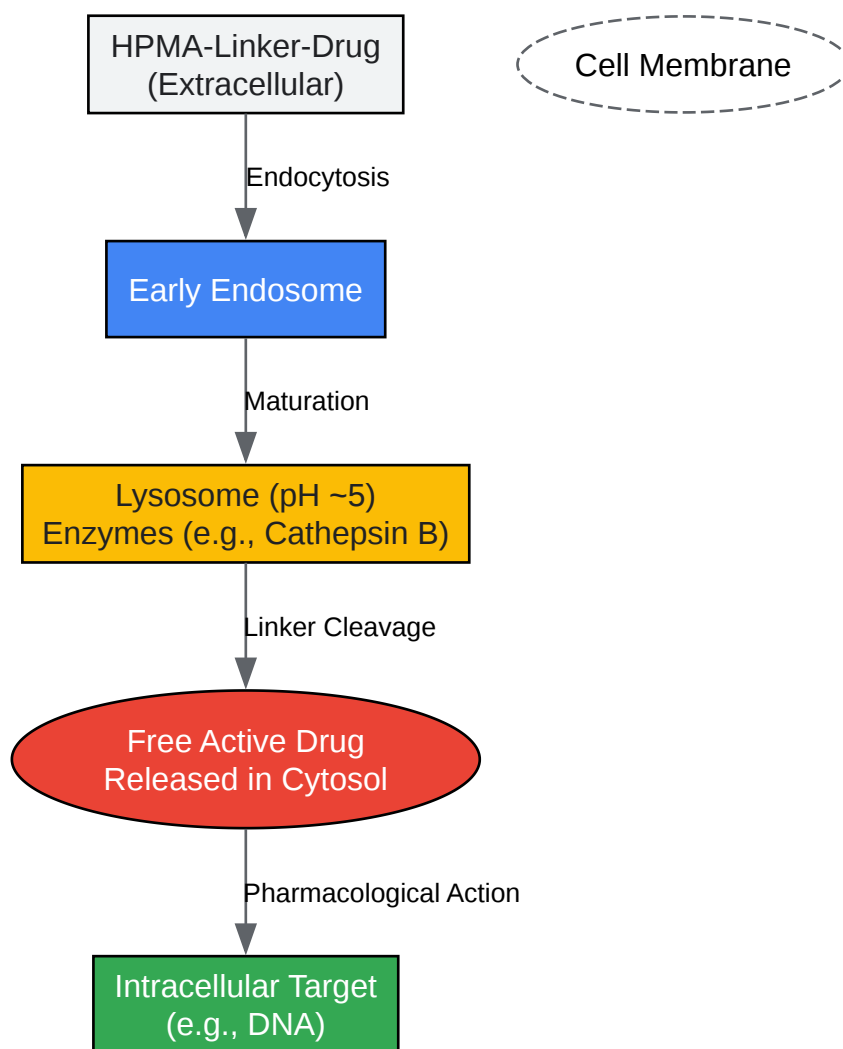 HPMA-Linker-Drug
(Extracellular)
Cell Membrane
Endocytosis
Early Endosome
Maturation
Lysosome (pH ~5)
Enzymes (e.g., Cathepsin B)
Linker Cleavage
Free Active Drug
Released in Cytosol
Pharmacological Action
Intracellular Target
(e.g., DNA)